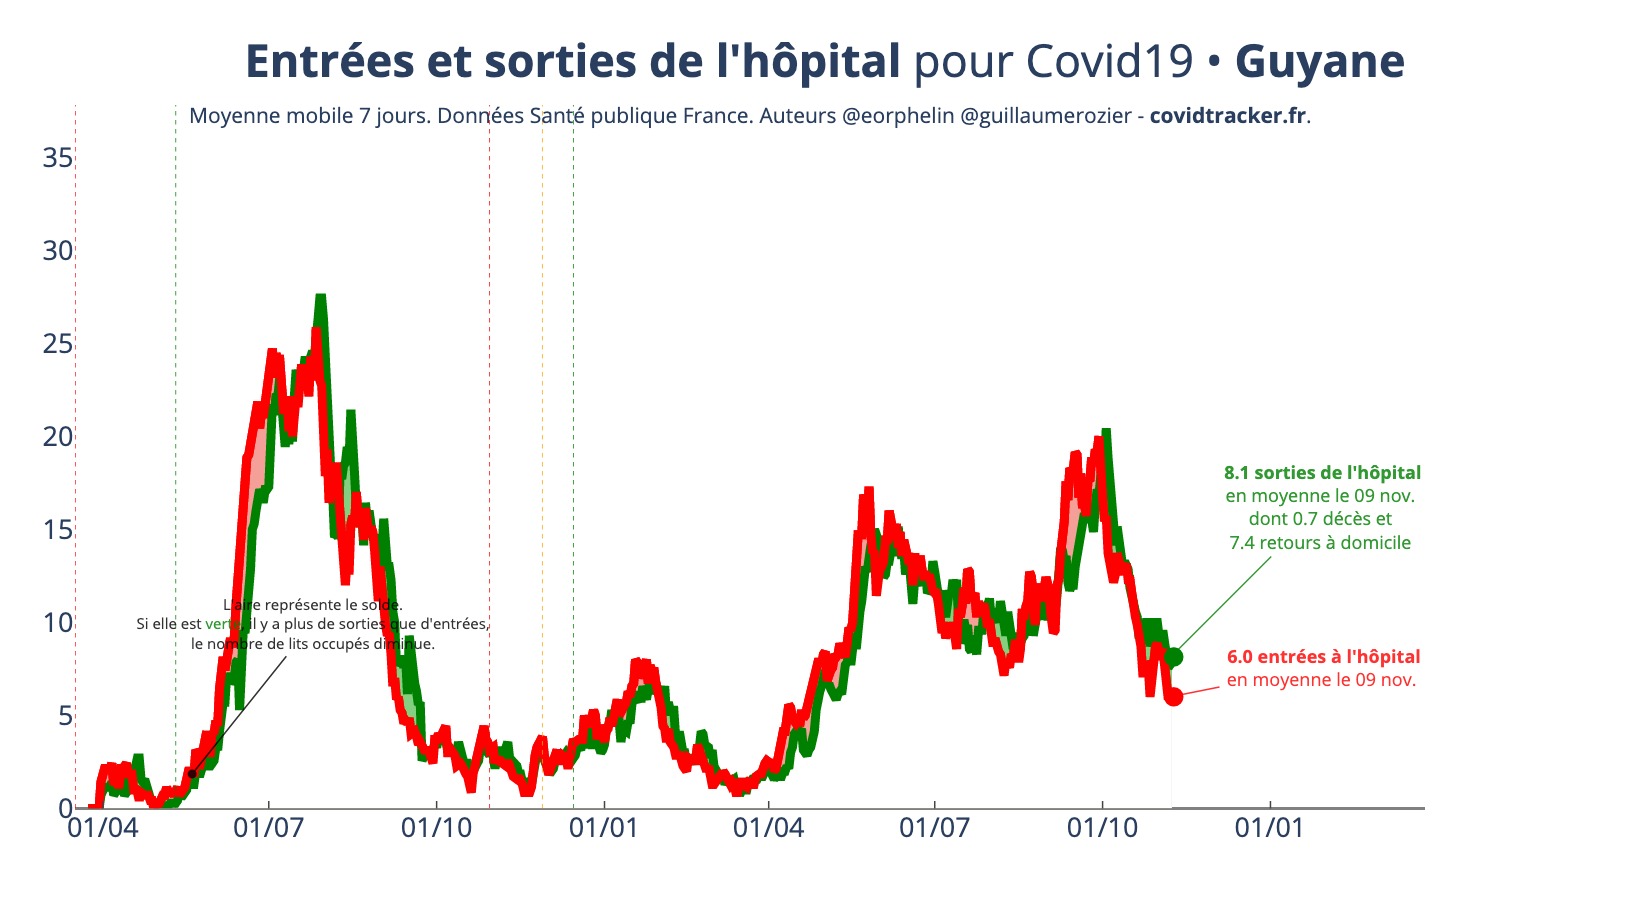 Entrées et sorties de l'hôpital pour Covid19 • Guyane
Moyenne mobile 7 jours. Données Santé publique France. Auteurs @eorphelin @guillaumerozier - covidtracker.fr.
35
30
25
20
15
10
5
0
8.1 sorties de l'hôpital
en moyenne le 09 nov.
dont 0.7 décès et
7.4 retours à domicile
L'aire représente le solde.
Si elle est verte, il y a plus de sorties que d'entrées,
le nombre de lits occupés diminue.
6.0 entrées à l'hôpital
en moyenne le 09 nov.
01/04 01/07 01/10 01/01 01/04 01/07 01/10 01/01